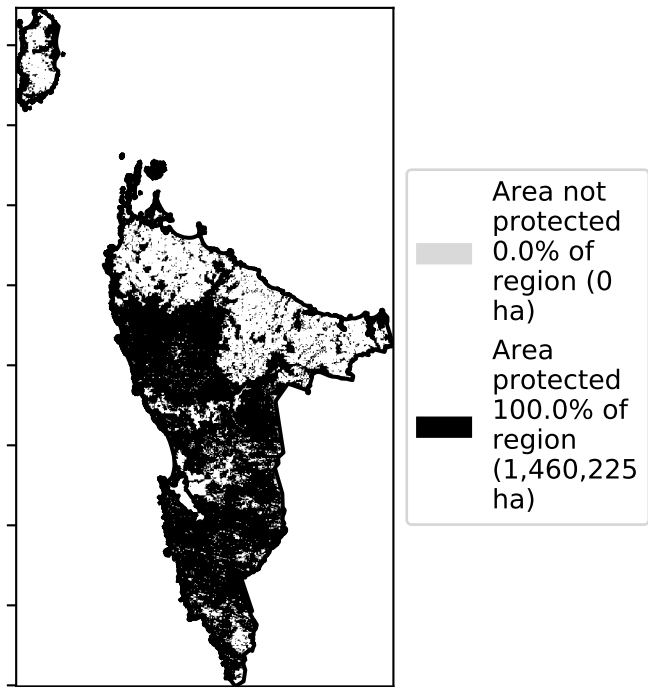 Area not
protected
0.0% of
region (0
ha)
Area
protected
100.0% of
region
(1,460,225
ha)